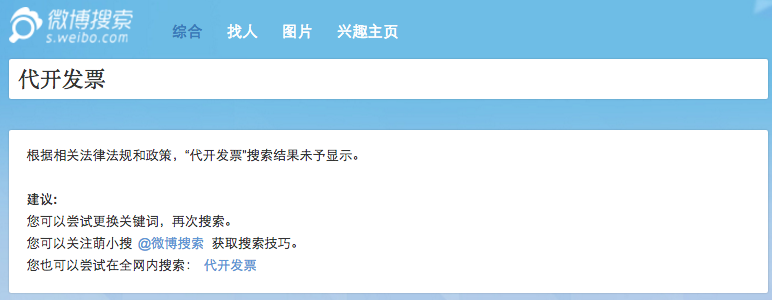 微博搜索
s.weibo.com
综合 找人 图片 兴趣主页
代开发票
根据相关法律法规和政策，“代开发票”搜索结果未予显示。
建议：
您可以尝试更换关键词，再次搜索。
您可以关注萌小搜 @微博搜索 获取搜索技巧。
您也可以尝试在全网内搜索： 代开发票